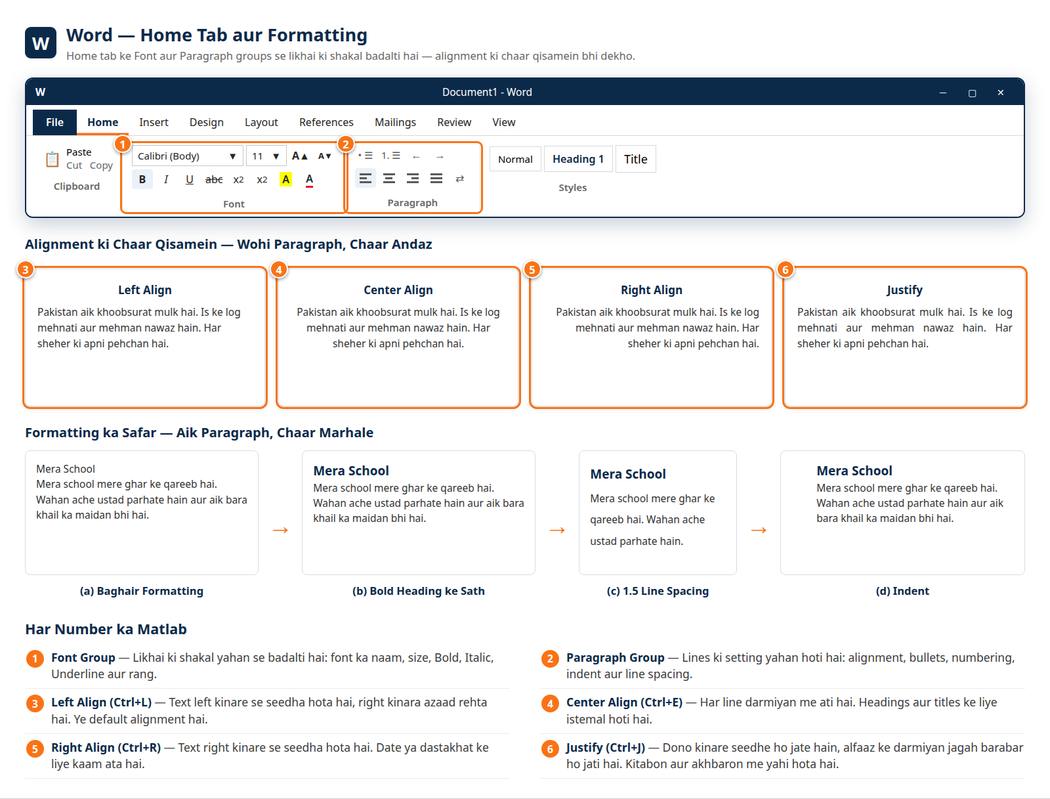 W
Word — Home Tab aur Formatting
Home tab ke Font aur Paragraph groups se likhai ki shakal badalti hai — alignment ki chaar qisamein bhi dekho.
W Document1 - Word
File Home Insert Design Layout References Mailings Review View
1 2
Paste
Cut Copy
Clipboard
Calibri (Body) 11 A▲ A▼
B I U abc x2 x2 A A
Font
• ☰ 1. ☰ ← →
⇄
Paragraph
Normal Heading 1 Title
Styles
Alignment ki Chaar Qisamein — Wohi Paragraph, Chaar Andaz
3
Left Align
Pakistan aik khoobsurat mulk hai. Is ke log
mehnati aur mehman nawaz hain. Har
sheher ki apni pehchan hai.
4
Center Align
Pakistan aik khoobsurat mulk hai. Is ke log
mehnati aur mehman nawaz hain. Har
sheher ki apni pehchan hai.
5
Right Align
Pakistan aik khoobsurat mulk hai. Is ke log
mehnati aur mehman nawaz hain. Har
sheher ki apni pehchan hai.
6
Justify
Pakistan aik khoobsurat mulk hai. Is ke log
mehnati aur mehman nawaz hain. Har
sheher ki apni pehchan hai.
Formatting ka Safar — Aik Paragraph, Chaar Marhale
Mera School
Mera school mere ghar ke qareeb hai.
Wahan ache ustad parhate hain aur aik bara
khail ka maidan bhi hai.
→
(a) Baghair Formatting
Mera School
Mera school mere ghar ke qareeb hai.
Wahan ache ustad parhate hain aur aik bara
khail ka maidan bhi hai.
→
(b) Bold Heading ke Sath
Mera School
Mera school mere ghar ke
qareeb hai. Wahan ache
ustad parhate hain.
→
(c) 1.5 Line Spacing
Mera School
Mera school mere ghar ke qareeb hai.
Wahan ache ustad parhate hain aur aik
bara khail ka maidan bhi hai.
(d) Indent
Har Number ka Matlab
1 Font Group — Likhai ki shakal yahan se badalti hai: font ka naam, size, Bold, Italic,
Underline aur rang.
2 Paragraph Group — Lines ki setting yahan hoti hai: alignment, bullets, numbering,
indent aur line spacing.
3 Left Align (Ctrl+L) — Text left kinare se seedha hota hai, right kinara azaad rehta
hai. Ye default alignment hai.
4 Center Align (Ctrl+E) — Har line darmiyan me ati hai. Headings aur titles ke liye
istemal hoti hai.
5 Right Align (Ctrl+R) — Text right kinare se seedha hota hai. Date ya dastakhat ke
liye kaam ata hai.
6 Justify (Ctrl+J) — Dono kinare seedhe ho jate hain, alfaaz ke darmiyan jagah barabar
ho jati hai. Kitabon aur akhbaron me yahi hota hai.